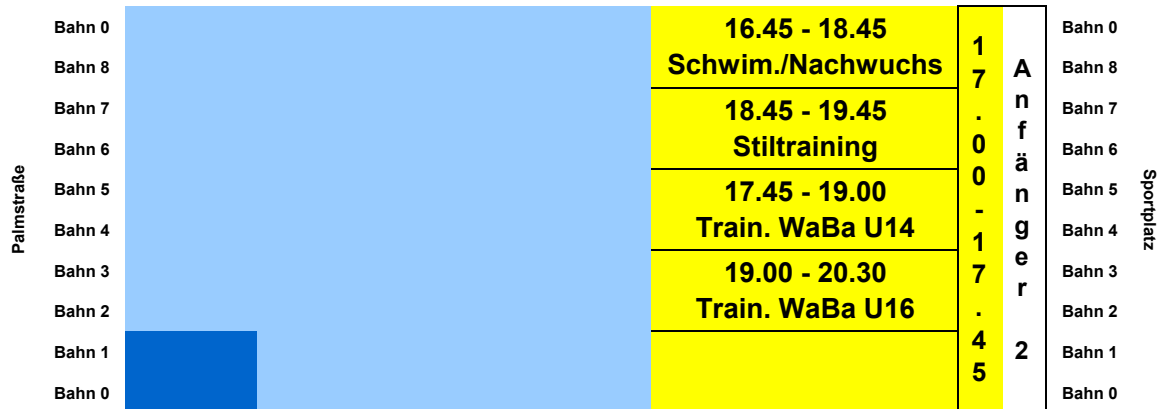 Palmstraße
Bahn 0
Bahn 8
Bahn 7
Bahn 6
Bahn 5
Bahn 4
Bahn 3
Bahn 2
Bahn 1
Bahn 0
16.45 - 18.45
Schwim./Nachwuchs
18.45 - 19.45
Stiltraining
17.45 - 19.00
Train. WaBa U14
19.00 - 20.30
Train. WaBa U16
17.00-17.45
Anfänger 2
Bahn 0
Bahn 8
Bahn 7
Bahn 6
Bahn 5
Bahn 4
Bahn 3
Bahn 2
Bahn 1
Bahn 0
Sportplatz